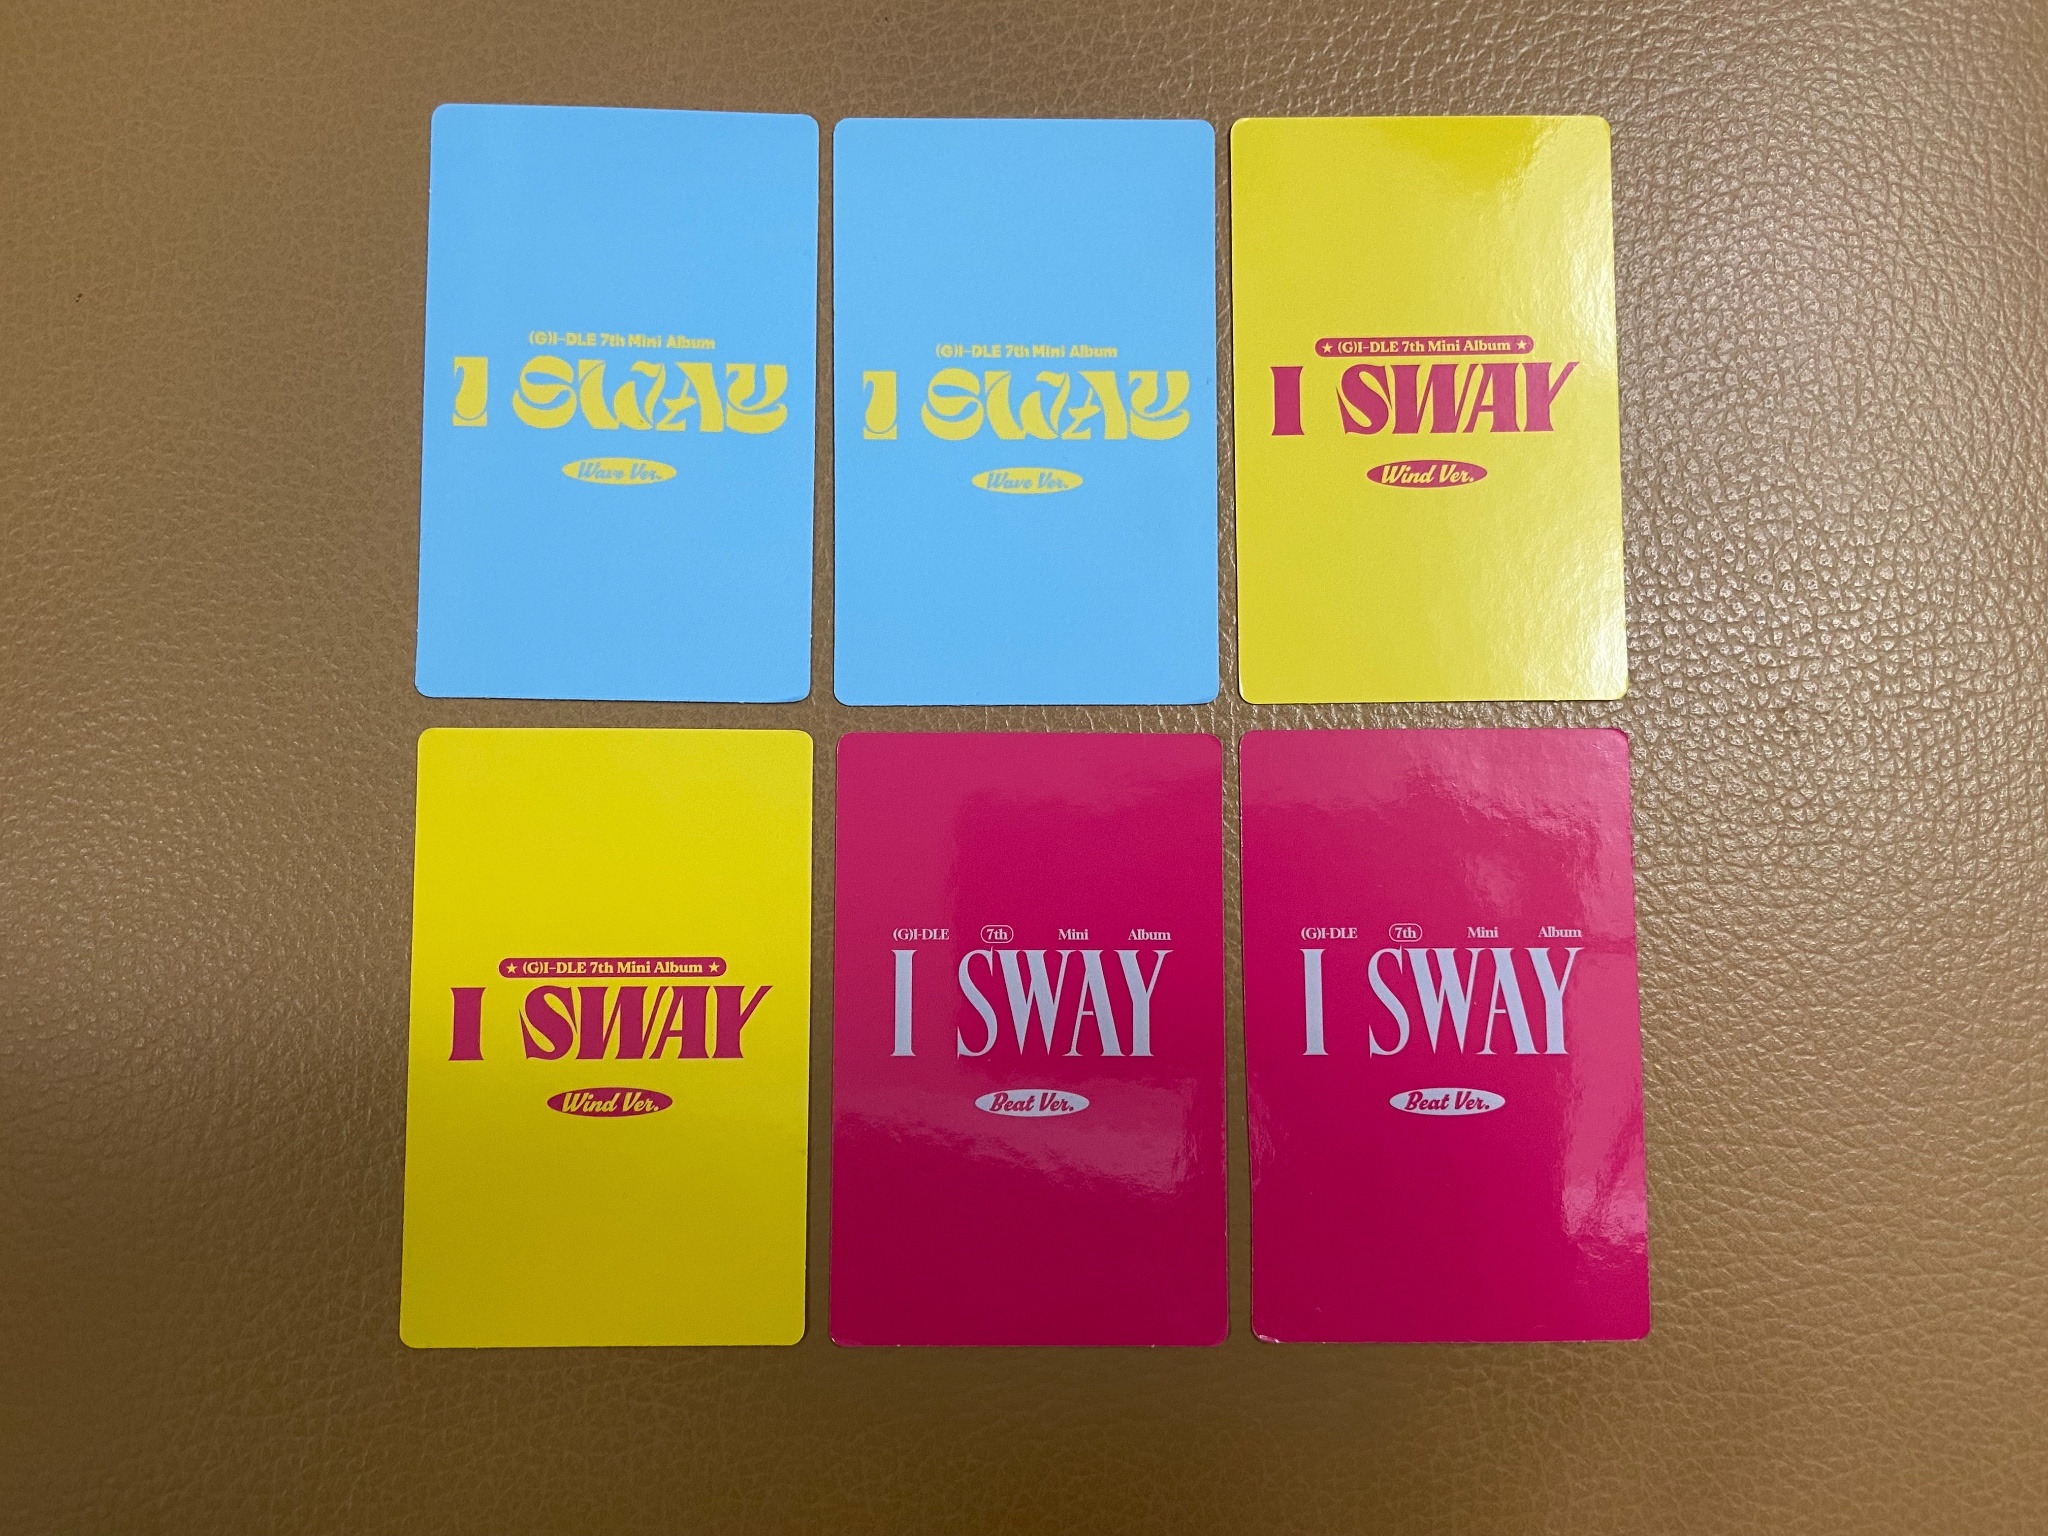 (G)I-DLE 7th Mini Album
I SWAY
Wave Ver.
(G)I-DLE 7th Mini Album
I SWAY
Wave Ver.
★ (G)I-DLE 7th Mini Album ★
I SWAY
Wind Ver.
★ (G)I-DLE 7th Mini Album ★
I SWAY
Wind Ver.
(G)I-DLE 7th Mini Album
I SWAY
Beat Ver.
(G)I-DLE 7th Mini Album
I SWAY
Beat Ver.